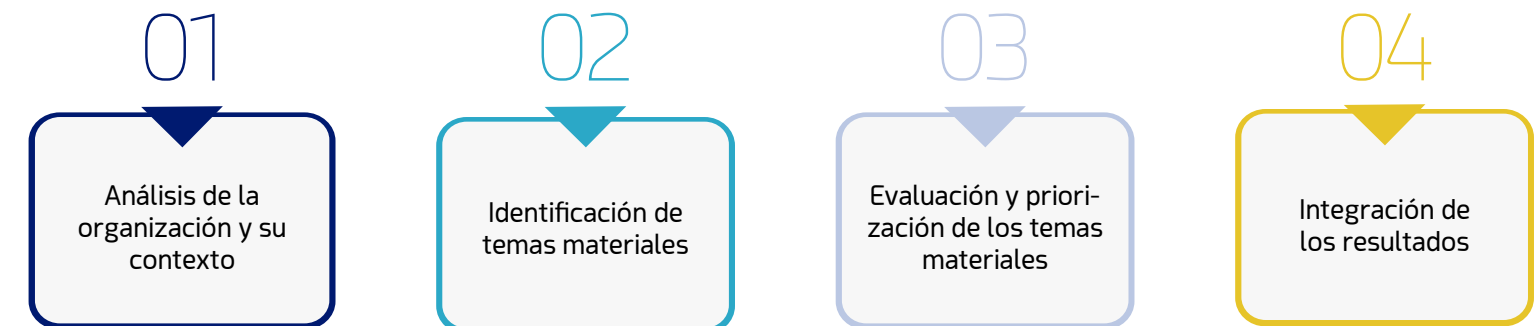 01
Análisis de la
organización y su
contexto
02
Identificación de
temas materiales
03
Evaluación y priori-
zación de los temas
materiales
04
Integración de
los resultados